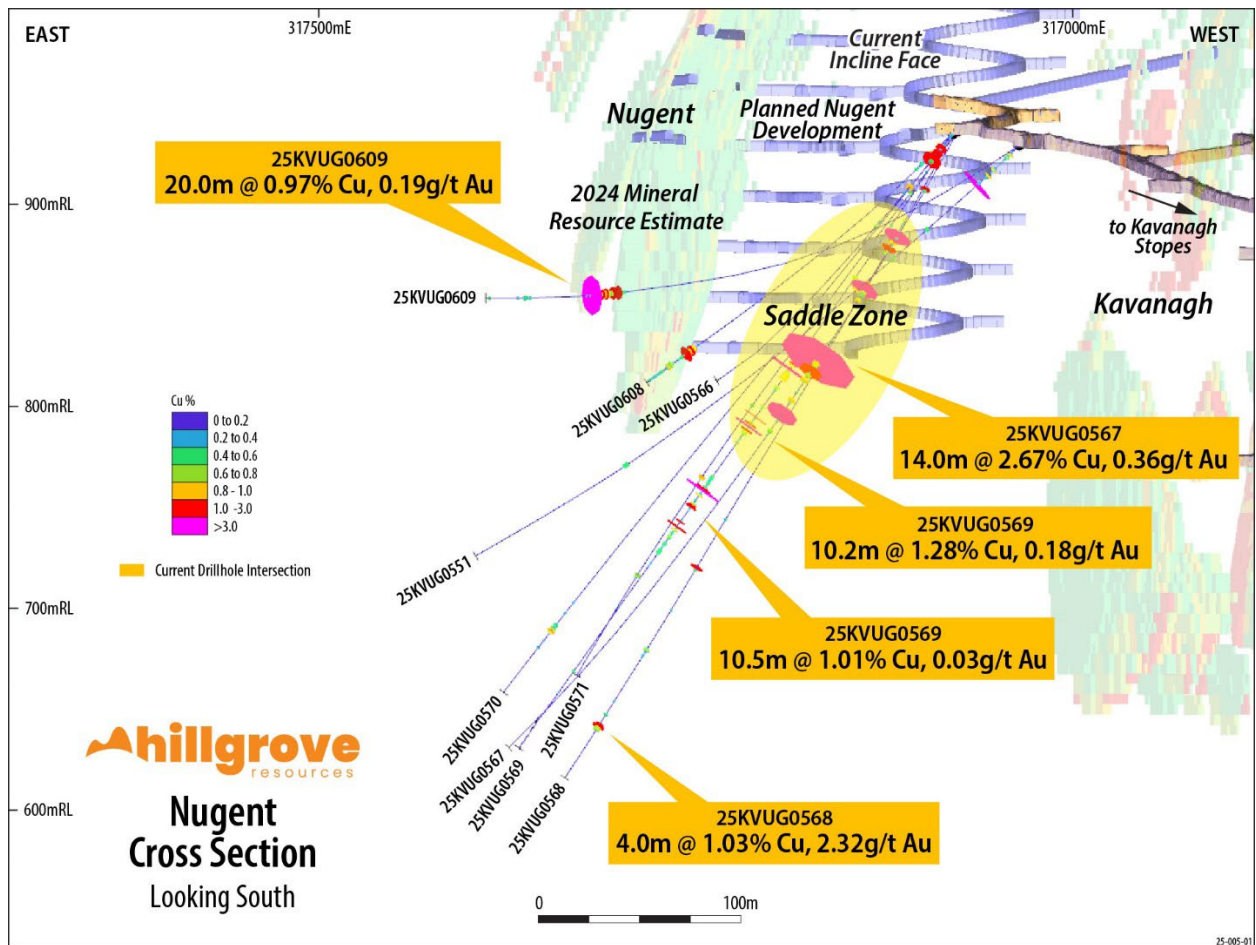 EAST
317500mE
317000mE
WEST
Current
Incline Face
Nugent
Planned Nugent
Development
25KVUG0609
20.0m @ 0.97% Cu, 0.19g/t Au
2024 Mineral
Resource Estimate
900mRL
to Kavanagh
Stopes
25KVUG0609
Saddle Zone
Kavanagh
25KVUG0608
25KVUG0566
800mRL
Cu %
0 to 0.2
0.2 to 0.4
0.4 to 0.6
0.6 to 0.8
0.8 - 1.0
1.0 -3.0
>3.0
Current Drillhole Intersection
25KVUG0567
14.0m @ 2.67% Cu, 0.36g/t Au
25KVUG0569
10.2m @ 1.28% Cu, 0.18g/t Au
25KVUG0551
700mRL
25KVUG0569
10.5m @ 1.01% Cu, 0.03g/t Au
25KVUG0570
25KVUG0567
25KVUG0569
25KVUG0571
25KVUG0568
hillgrove
resources
600mRL
Nugent
Cross Section
Looking South
25KVUG0568
4.0m @ 1.03% Cu, 2.32g/t Au
0
100m
25-005-01